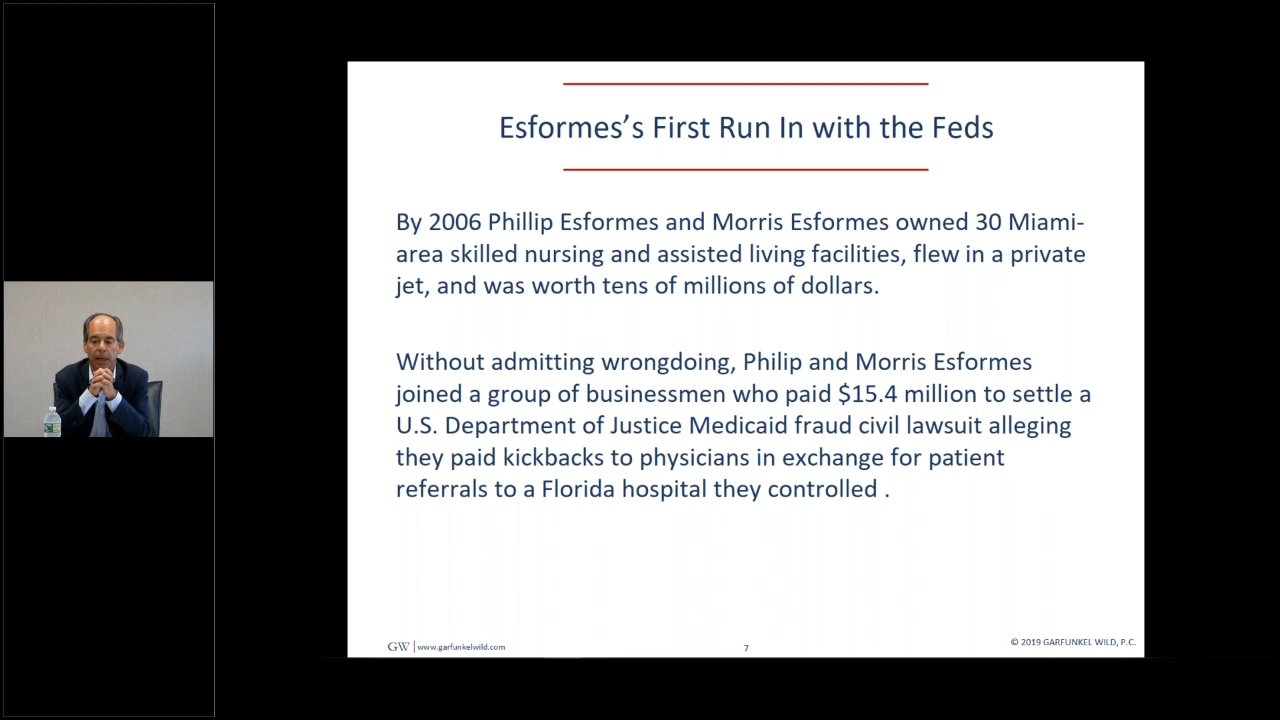 Esformes’s First Run In with the Feds
By 2006 Phillip Esformes and Morris Esformes owned 30 Miami-
area skilled nursing and assisted living facilities, flew in a private
jet, and was worth tens of millions of dollars.
Without admitting wrongdoing, Philip and Morris Esformes
joined a group of businessmen who paid $15.4 million to settle a
U.S. Department of Justice Medicaid fraud civil lawsuit alleging
they paid kickbacks to physicians in exchange for patient
referrals to a Florida hospital they controlled .
GW | www.garfunkelwild.com
7
© 2019 GARFUNKEL WILD, P.C.